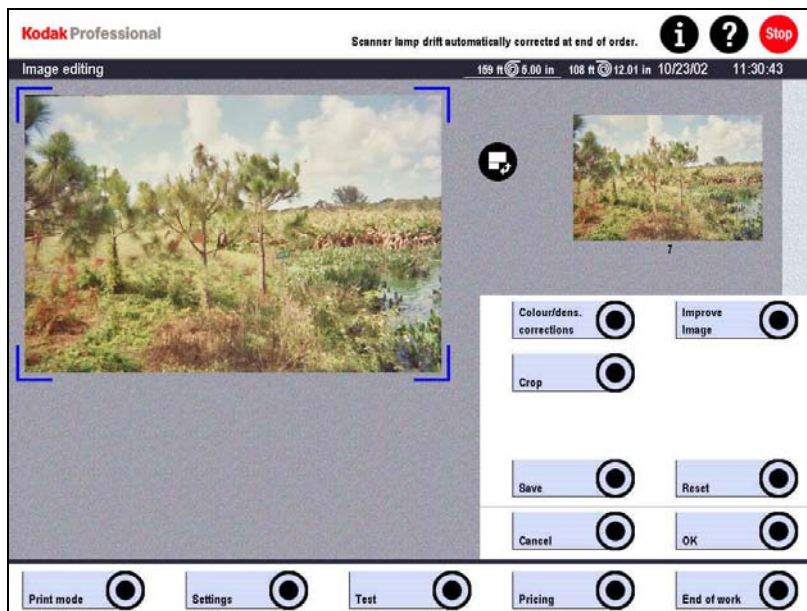 Kodak Professional
Scanner lamp drift automatically corrected at end of order.
i ? Stop
Image editing
159 ft 5.00 in 108 ft 12.01 in 10/23/02 11:30:43
7
Colour/dens.
corrections
Improve
Image
Crop
Save
Reset
Cancel
OK
Print mode
Settings
Test
Pricing
End of work